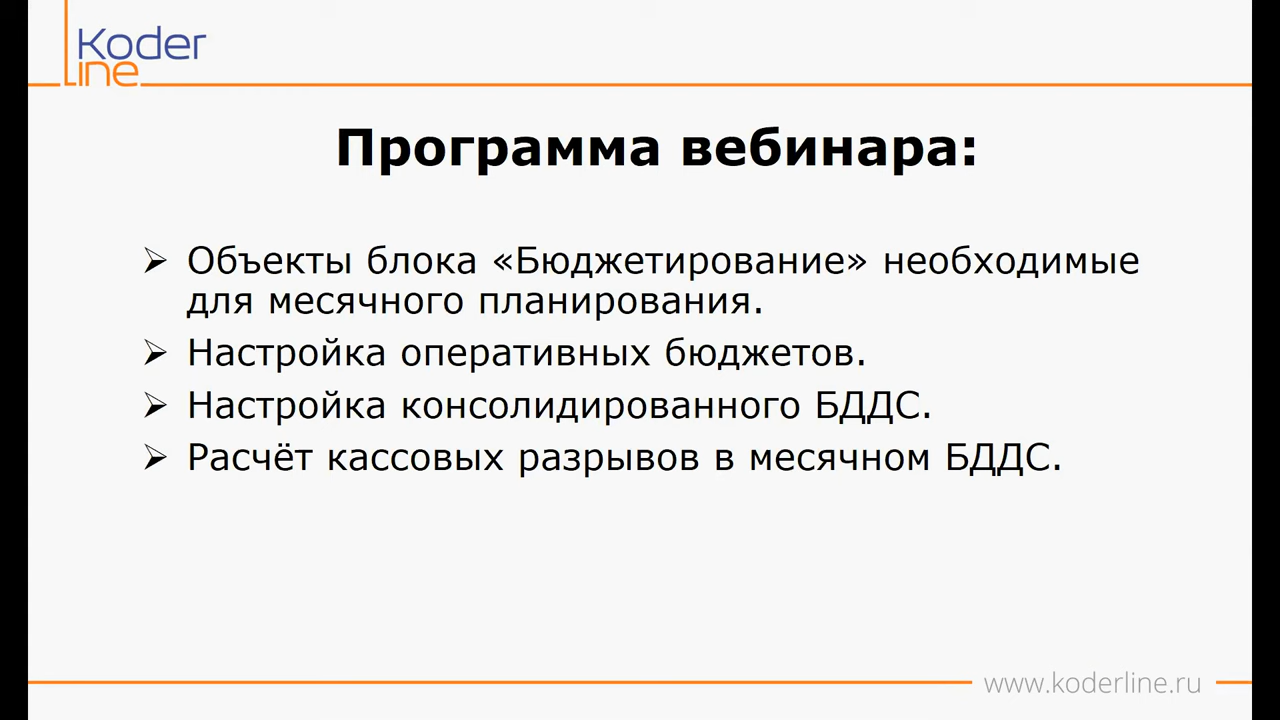 Koder
line
Программа вебинара:
➢ Объекты блока «Бюджетирование» необходимые
для месячного планирования.
➢ Настройка оперативных бюджетов.
➢ Настройка консолидированного БДДС.
➢ Расчёт кассовых разрывов в месячном БДДС.
www.koderline.ru